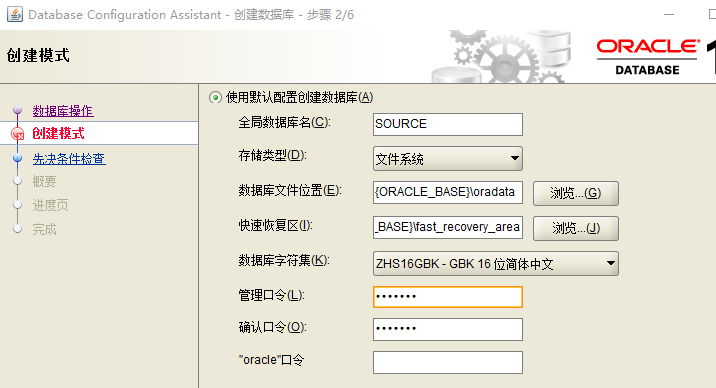 Database Configuration Assistant - 创建数据库 - 步骤 2/6
创建模式
ORACLE
DATABASE
数据库操作
创建模式
先决条件检查
概要
进度页
完成
使用默认配置创建数据库(A)
全局数据库名(C): SOURCE
存储类型(D): 文件系统
数据库文件位置(E): {ORACLE_BASE}\oradata 浏览...(G)
快速恢复区(I): _BASE}\fast_recovery_area 浏览...(J)
数据库字符集(K): ZHS16GBK - GBK 16 位简体中文
管理口令(L): •••••••
确认口令(O): •••••••
"oracle"口令